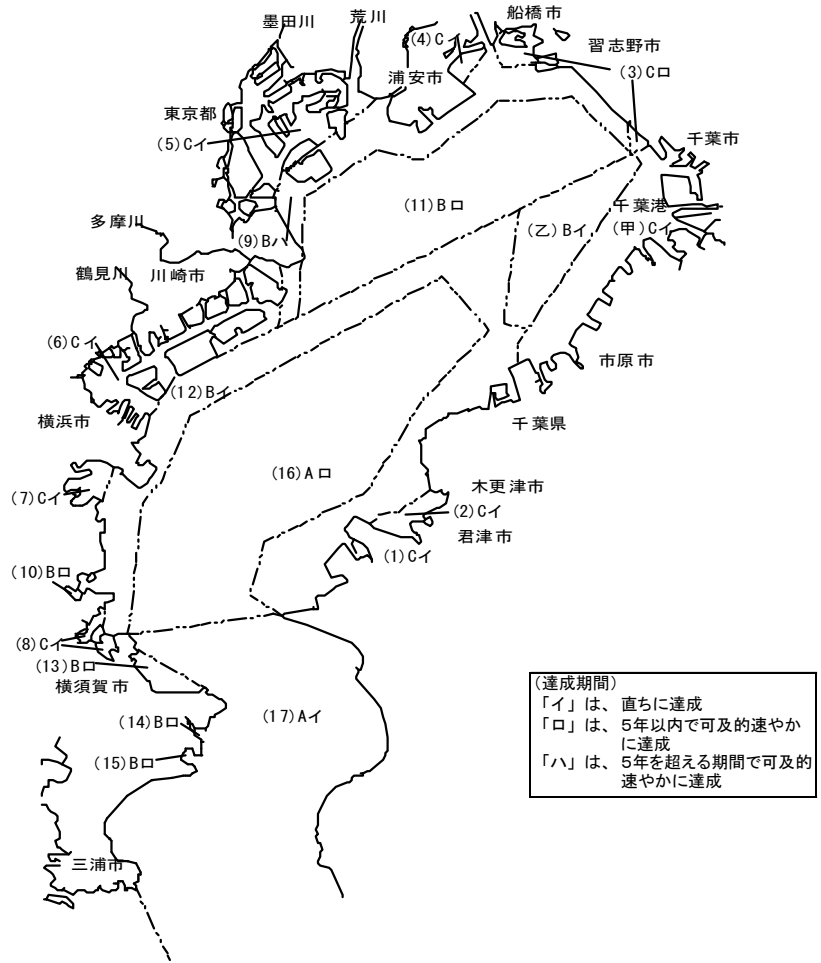 船橋市
荒川
墨田川
(4)Cイ
習志野市
(3)Cロ
浦安市
東京都
千葉市
(5)Cイ
千葉港
(11)Bロ
多摩川
(甲)Cイ
(乙)Bイ
(9)Bハ
鶴見川
川崎市
(6)Cイ
市原市
(12)Bイ
横浜市
千葉県
(16)Aロ
木更津市
(7)Cイ
(2)Cイ
君津市
(1)Cイ
(10)Bロ
(8)Cイ
(13)Bロ
横須賀市
(14)Bロ
(17)Aイ
(15)Bロ
三浦市
(達成期間)
「イ」は、直ちに達成
「ロ」は、5年以内で可及的速やか
に達成
「ハ」は、5年を超える期間で可及的
速やかに達成